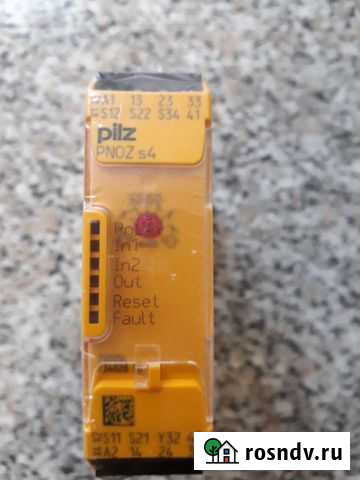 A1 13 23 33
S12 S22 S34 41
pilz
PNOZ s4
Po
In1
In2
Out
Reset
Fault
S11 S21 Y32
A2 14 24
rosndv.ru